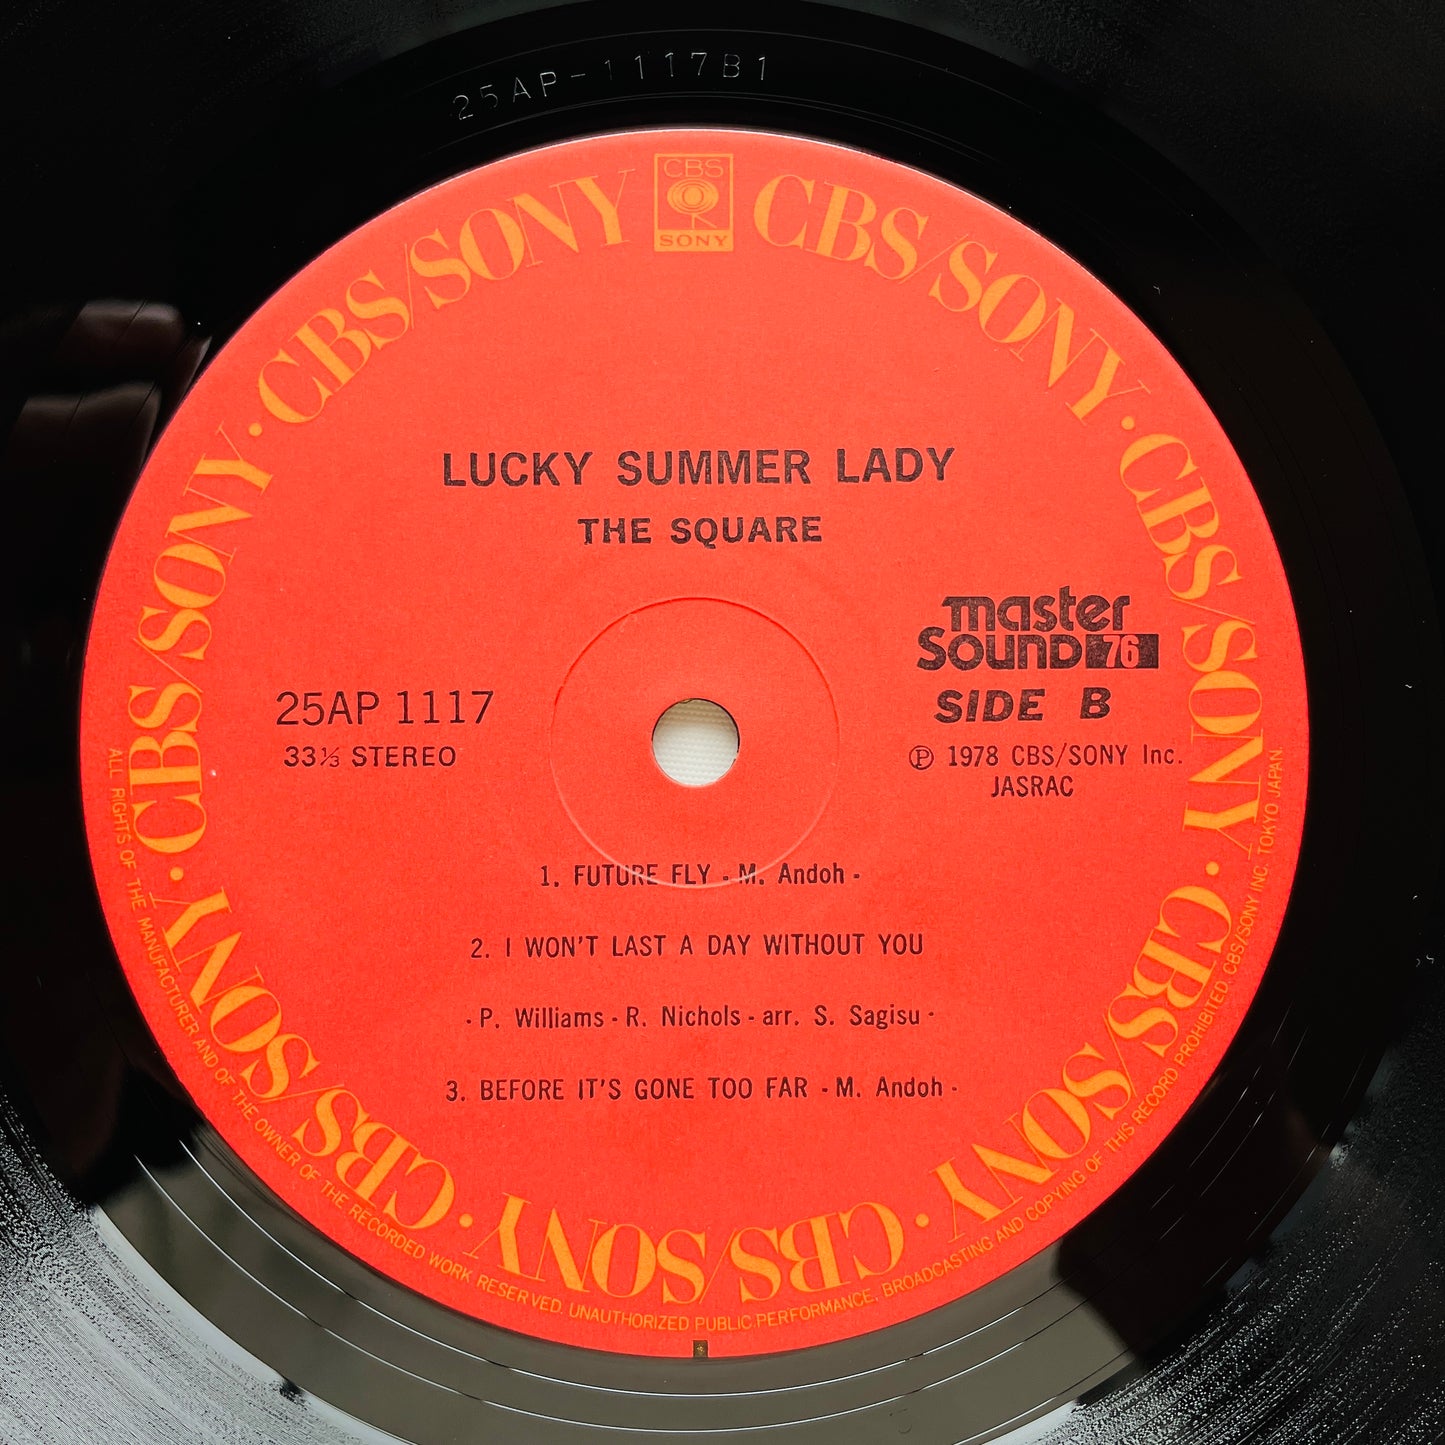 25AP-1117B1
CBS
SONY
CBS/SONY · CBS/SONY · CBS/SONY · CBS/SONY · CBS/SONY · CBS/SONY · CBS/SONY · CBS/SONY
LUCKY SUMMER LADY
THE SQUARE
master
Sound 76
SIDE B
25AP 1117
33⅓ STEREO
Ⓟ 1978 CBS/SONY Inc.
JASRAC
1. FUTURE FLY - M. Andoh -
2. I WON'T LAST A DAY WITHOUT YOU
- P. Williams - R. Nichols - arr. S. Sagisu -
3. BEFORE IT'S GONE TOO FAR - M. Andoh -
ALL RIGHTS OF THE MANUFACTURER AND OF THE OWNER OF THE RECORDED WORK RESERVED. UNAUTHORIZED PUBLIC PERFORMANCE, BROADCASTING AND COPYING OF THIS RECORD PROHIBITED. CBS/SONY INC. TOKYO JAPAN.